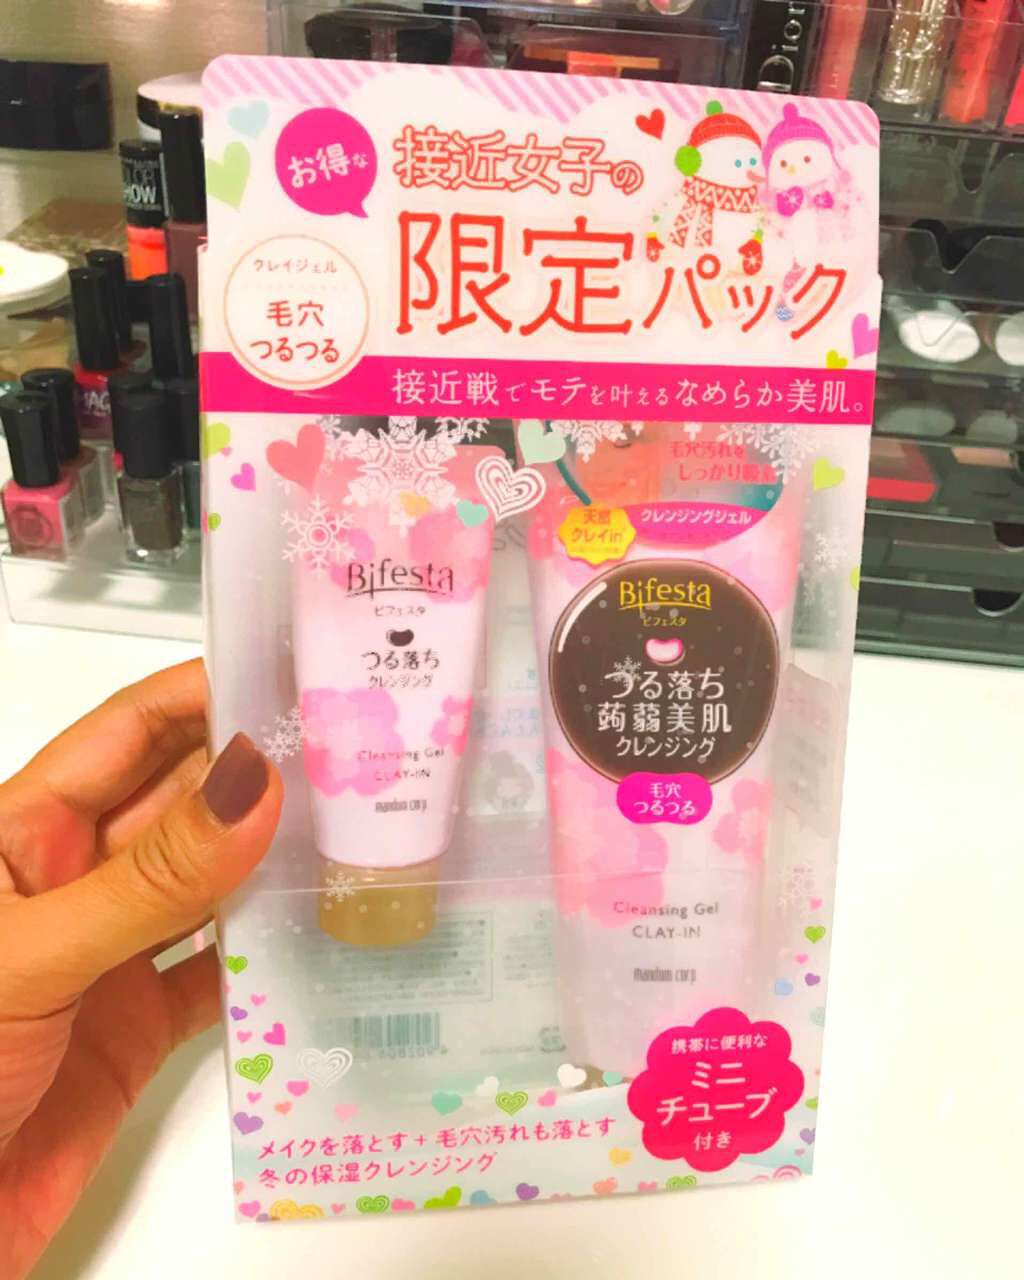 Dior
SHOW
お得な
接近女子の
限定パック
クレイジェル
毛穴
つるつる
接近戦でモテを叶えるなめらか美肌。
毛穴汚れを
しっかり吸着
天然
クレイin
クレンジングジェル
Bifesta
ビフェスタ
つる落ち
クレンジング
Cleansing Gel
CLAY-IN
mandom corp
Bifesta
ビフェスタ
つる落ち
蒟蒻美肌
クレンジング
毛穴
つるつる
Cleansing Gel
CLAY-IN
mandom corp
携帯に便利な
ミニ
チューブ
付き
メイクを落とす+毛穴汚れも落とす
冬の保湿クレンジング